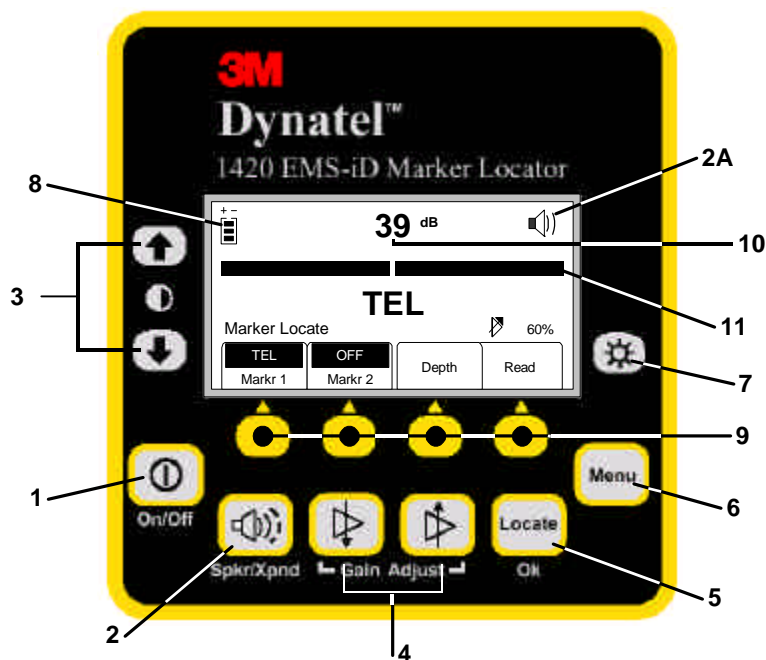 3M
Dynatel™
1420 EMS-iD Marker Locator
2A
8
+ -
39 dB
10
3
11
TEL
Marker Locate
60%
TEL
OFF
Depth
Read
Markr 1
Markr 2
7
9
1
On/Off
Menu
6
Locate
Spkr/Xpnd
Gain Adjust
Ok
5
2
4